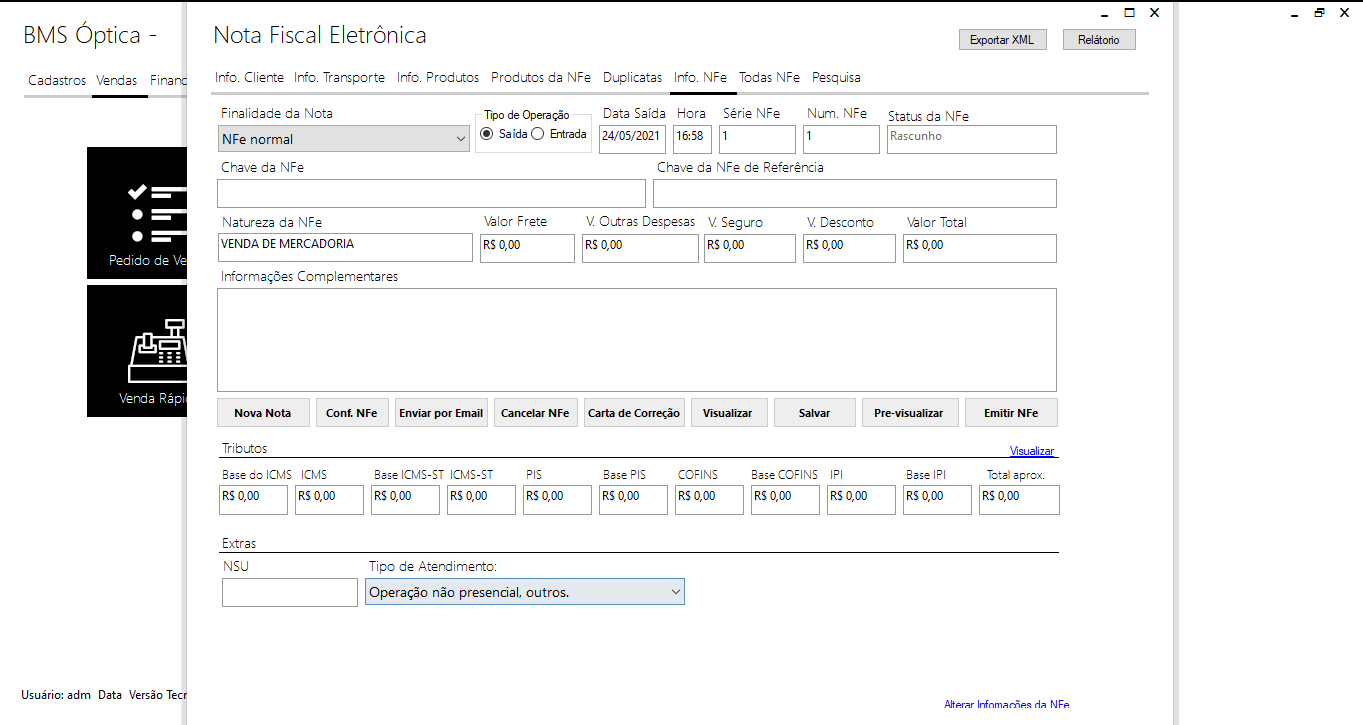 BMS Óptica -
Cadastros Vendas Financ
Pedido de Ve
Venda Rápi
Usuário: adm Data Versão Tecn
Nota Fiscal Eletrônica
Exportar XML Relátorio
Info. Cliente Info. Transporte Info. Produtos Produtos da NFe Duplicatas Info. NFe Todas NFe Pesquisa
Finalidade da Nota Tipo de Operação Data Saída Hora Série NFe Num. NFe Status da NFe
NFe normal Saída Entrada 24/05/2021 16:58 1 1 Rascunho
Chave da NFe Chave da NFe de Referência
Natureza da NFe Valor Frete V. Outras Despesas V. Seguro V. Desconto Valor Total
VENDA DE MERCADORIA R$ 0,00 R$ 0,00 R$ 0,00 R$ 0,00 R$ 0,00
Informações Complementares
Nova Nota Conf. NFe Enviar por Email Cancelar NFe Carta de Correção Visualizar Salvar Pre-visualizar Emitir NFe
Tributos Visualizar
Base do ICMS ICMS Base ICMS-ST ICMS-ST PIS Base PIS COFINS Base COFINS IPI Base IPI Total aprox.
R$ 0,00 R$ 0,00 R$ 0,00 R$ 0,00 R$ 0,00 R$ 0,00 R$ 0,00 R$ 0,00 R$ 0,00 R$ 0,00 R$ 0,00
Extras
NSU Tipo de Atendimento:
Operação não presencial, outros.
Alterar Infomações da NFe